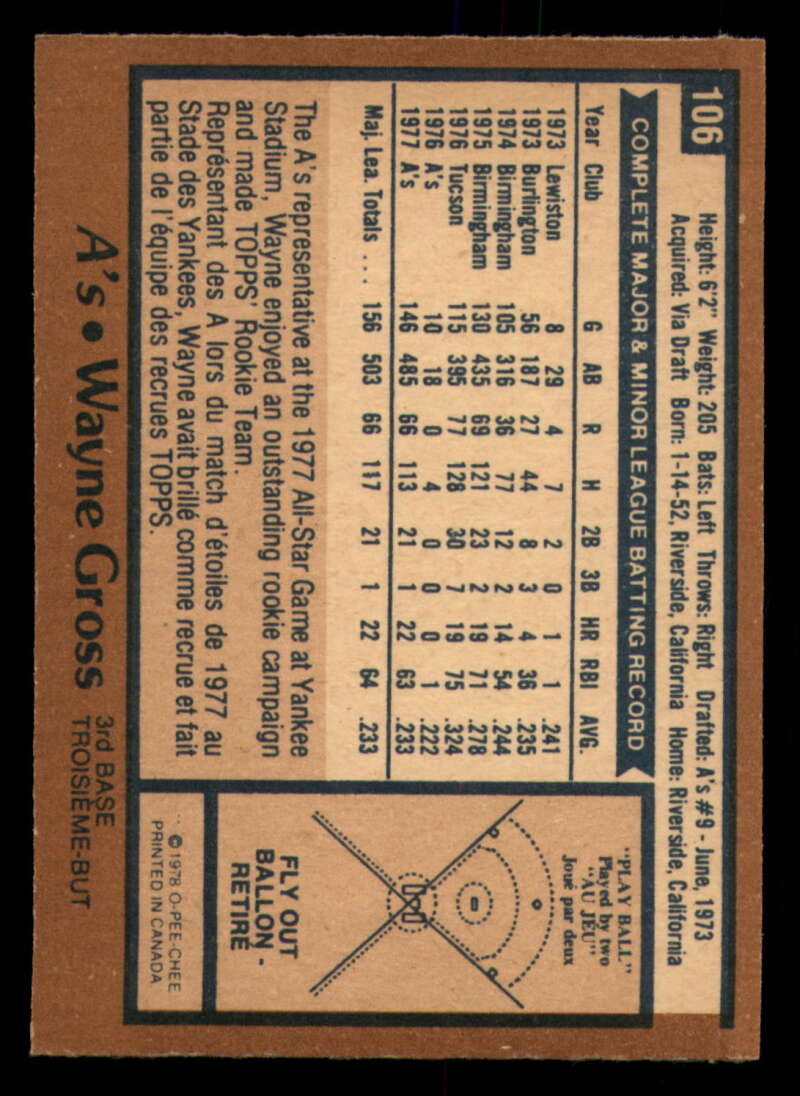 106
Height: 6'2" Weight: 205 Bats: Left Throws: Right Drafted: A's #9 - June, 1973
Acquired: Via Draft Born: 1-14-52, Riverside, California Home: Riverside, California
COMPLETE MAJOR & MINOR LEAGUE BATTING RECORD
Year Club G AB R H 2B 3B HR RBI AVG.
1973 Lewiston 8 29 4 7 2 0 1 1 .241
1973 Burlington 56 187 27 44 8 3 4 36 .235
1974 Birmingham 105 316 36 77 12 2 14 54 .244
1975 Birmingham 130 435 69 121 23 2 19 71 .278
1976 Tucson 115 395 77 128 30 7 19 75 .324
1976 A's 10 18 0 4 0 0 0 1 .222
1977 A's 146 485 66 113 21 1 22 63 .233
Maj. Lea. Totals ... 156 503 66 117 21 1 22 64 .233
The A's representative at the 1977 All-Star Game at Yankee
Stadium, Wayne enjoyed an outstanding rookie campaign
and made TOPPS' Rookie Team.
Représentant des A lors du match d'étoiles de 1977 au
Stade des Yankees, Wayne avait brillé comme recrue et fait
partie de l'équipe des recrues TOPPS.
"PLAY BALL"
Played by two
"AU JEU"
Joué par deux
FLY OUT
BALLON -
RETIRÉ
© 1978 O-PEE-CHEE
PRINTED IN CANADA
A's • Wayne Gross 3rd BASE
TROISIÈME-BUT